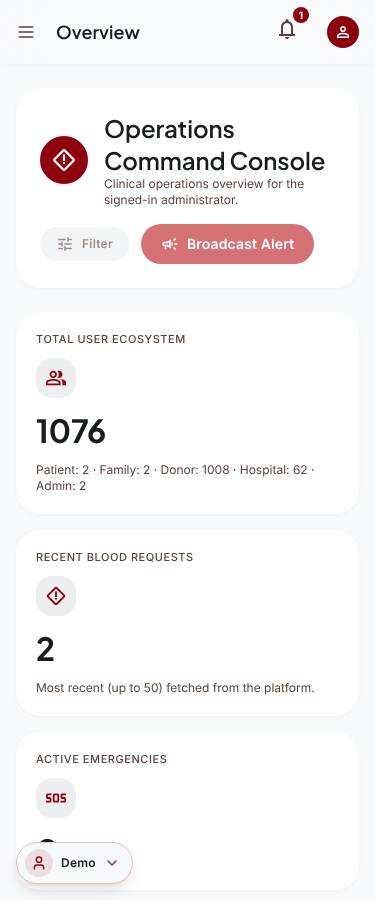 Overview
1
Operations
Command Console
Clinical operations overview for the
signed-in administrator.
Filter
Broadcast Alert
TOTAL USER ECOSYSTEM
1076
Patient: 2 · Family: 2 · Donor: 1008 · Hospital: 62 ·
Admin: 2
RECENT BLOOD REQUESTS
2
Most recent (up to 50) fetched from the platform.
ACTIVE EMERGENCIES
SOS
Demo